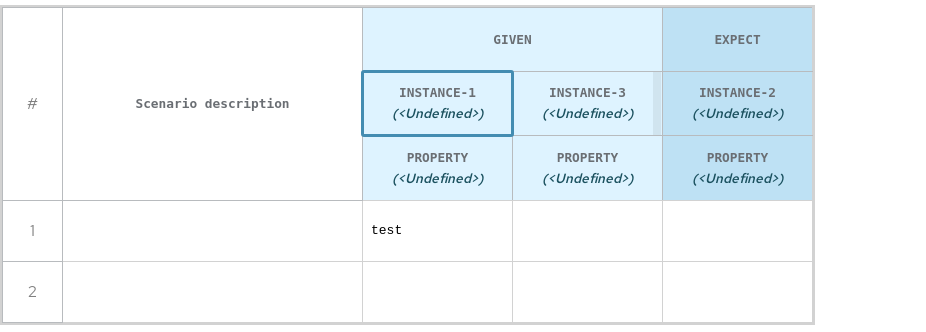 GIVEN EXPECT
# Scenario description
INSTANCE-1 INSTANCE-3 INSTANCE-2
(<Undefined>) (<Undefined>) (<Undefined>)
PROPERTY PROPERTY PROPERTY
(<Undefined>) (<Undefined>) (<Undefined>)
1 test
2